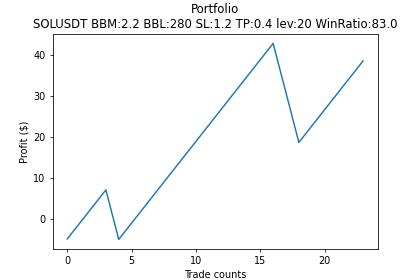 Portfolio
SOLUSDT BBM:2.2 BBL:280 SL:1.2 TP:0.4 lev:20 WinRatio:83.0
40
30
20
10
0
Profit ($)
0 5 10 15 20
Trade counts